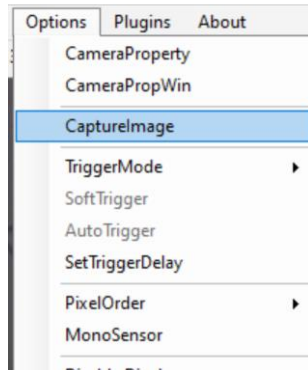 Options Plugins About
CameraProperty
CameraPropWin
CaptureImage
TriggerMode
SoftTrigger
AutoTrigger
SetTriggerDelay
PixelOrder
MonoSensor